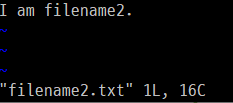 I am filename2.
~
~
~
"filename2.txt" 1L, 16C